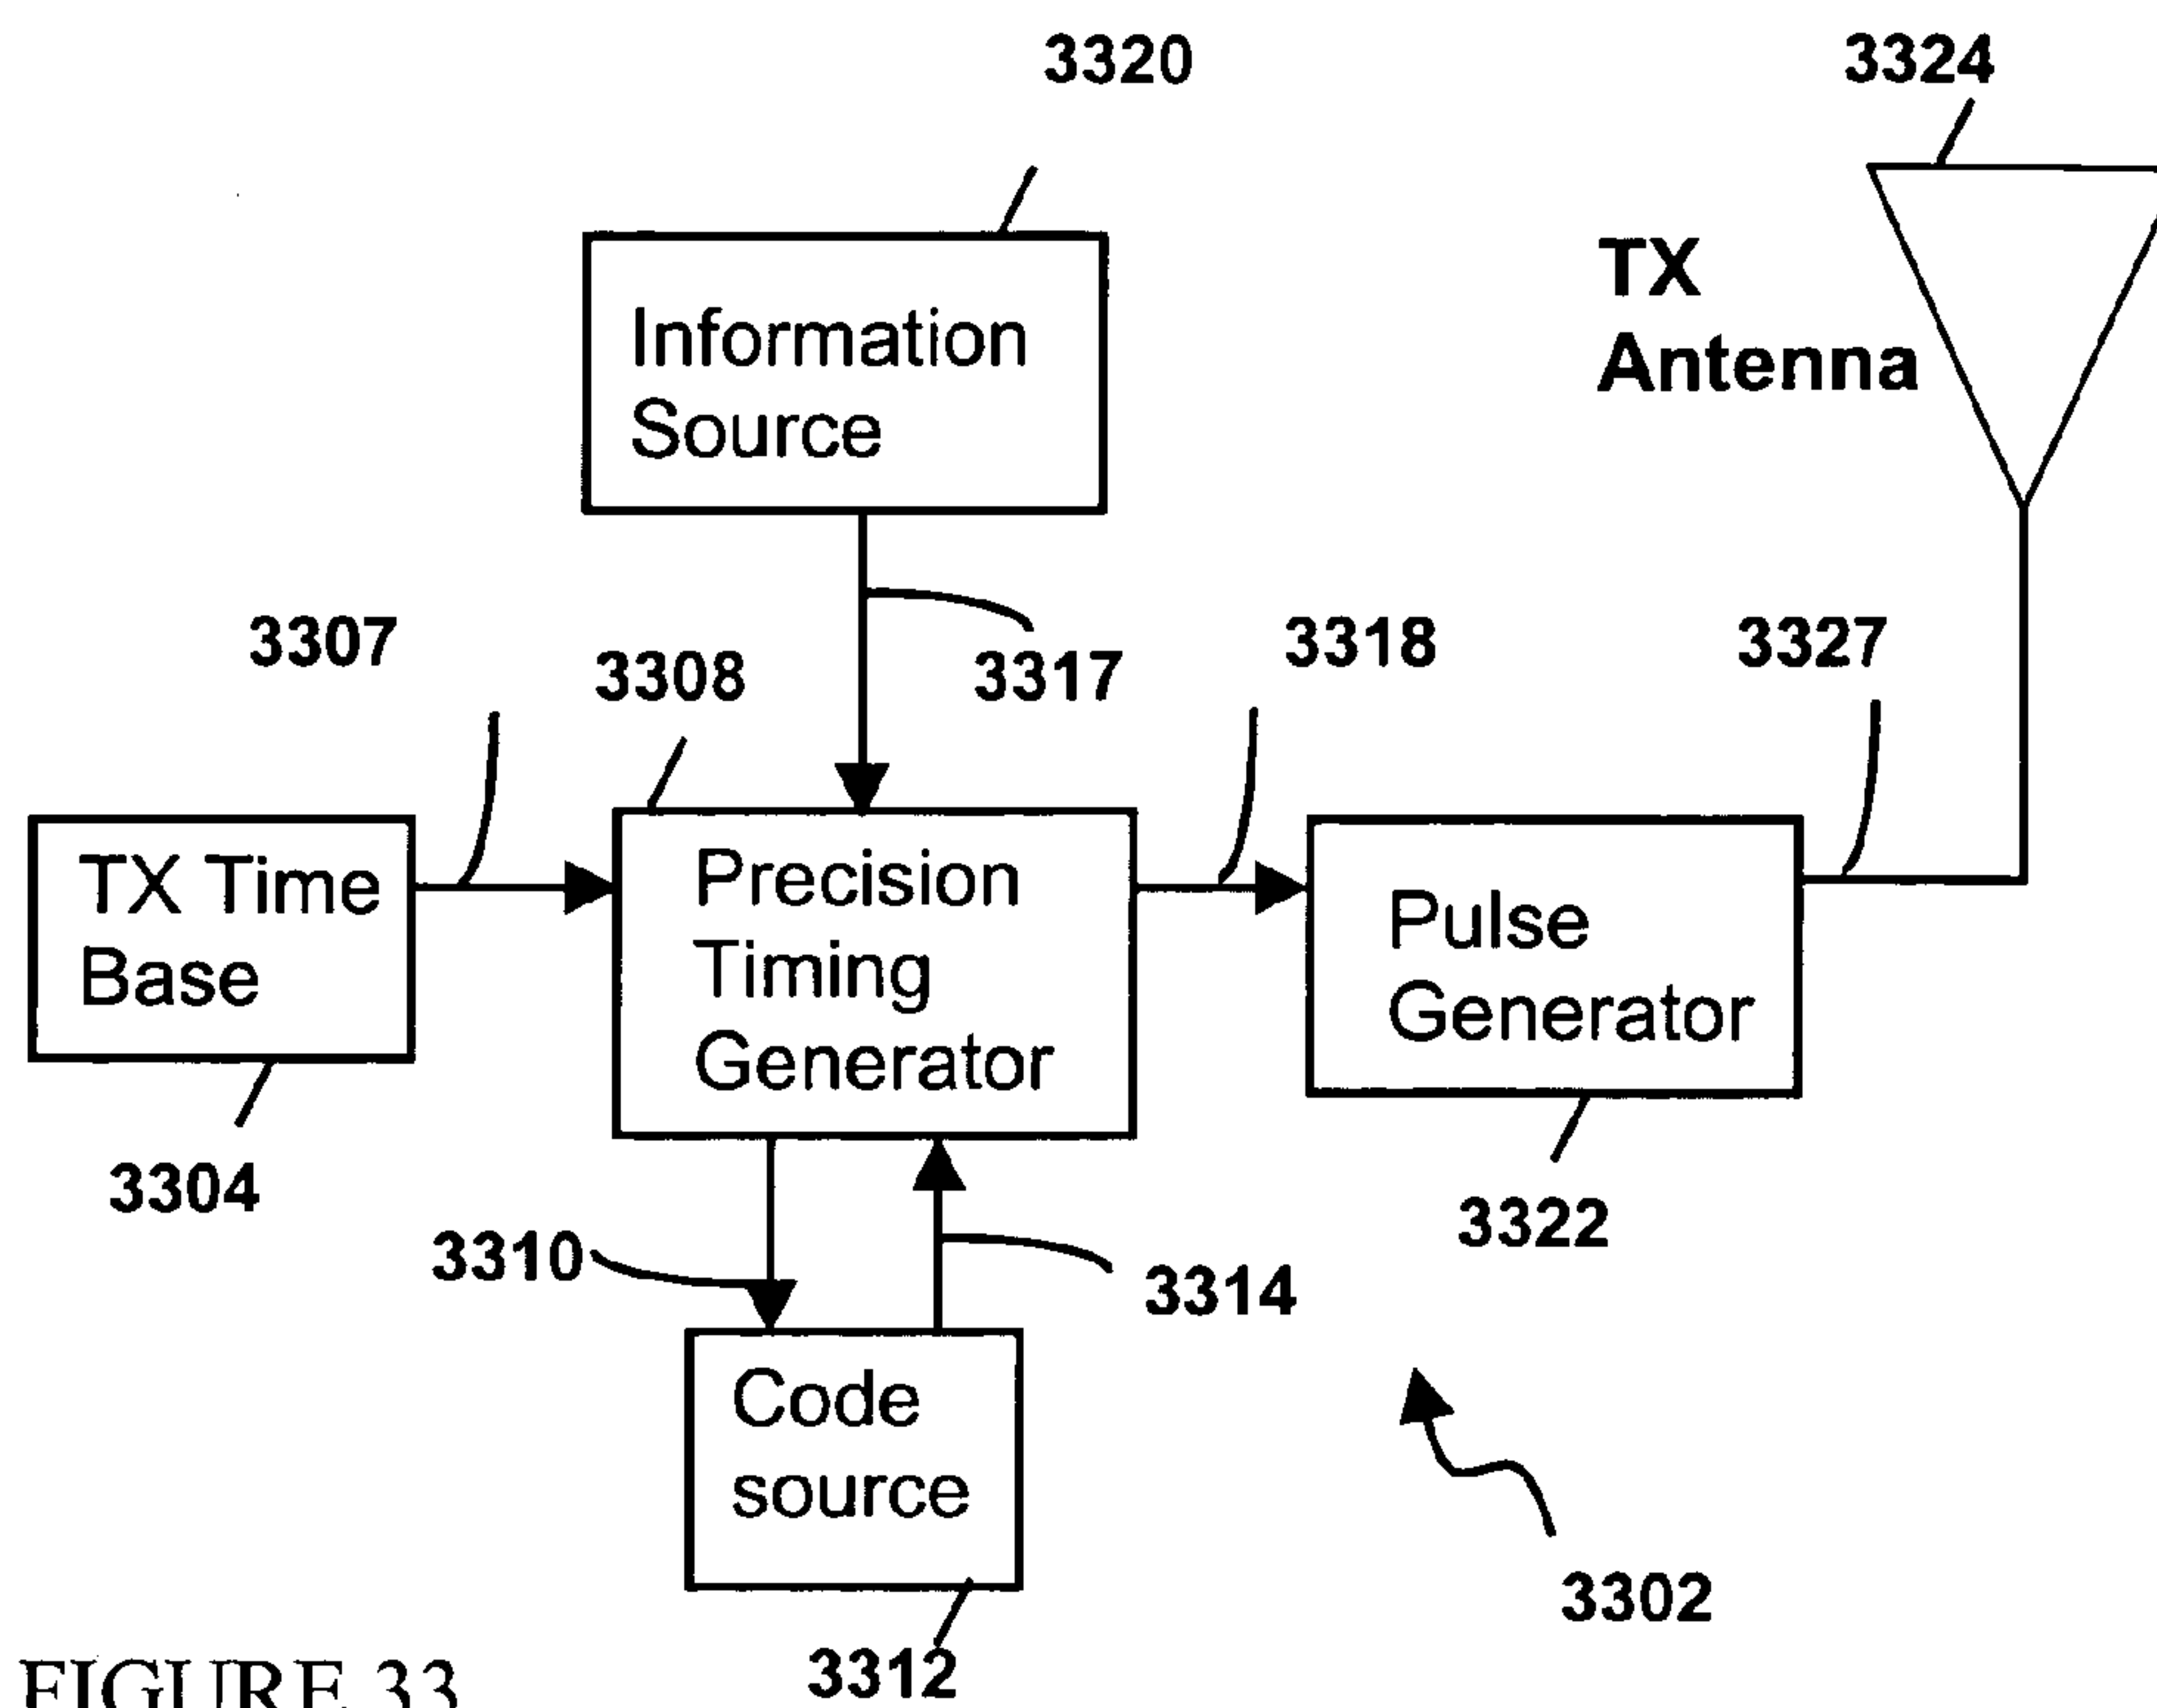 3320
3324
Information
Source
TX
Antenna
3307
3308
3317
3318
3327
TX Time
Base
Precision
Timing
Generator
Pulse
Generator
3304
3310
3314
3322
Code
source
3302
3312
FIGURE 33